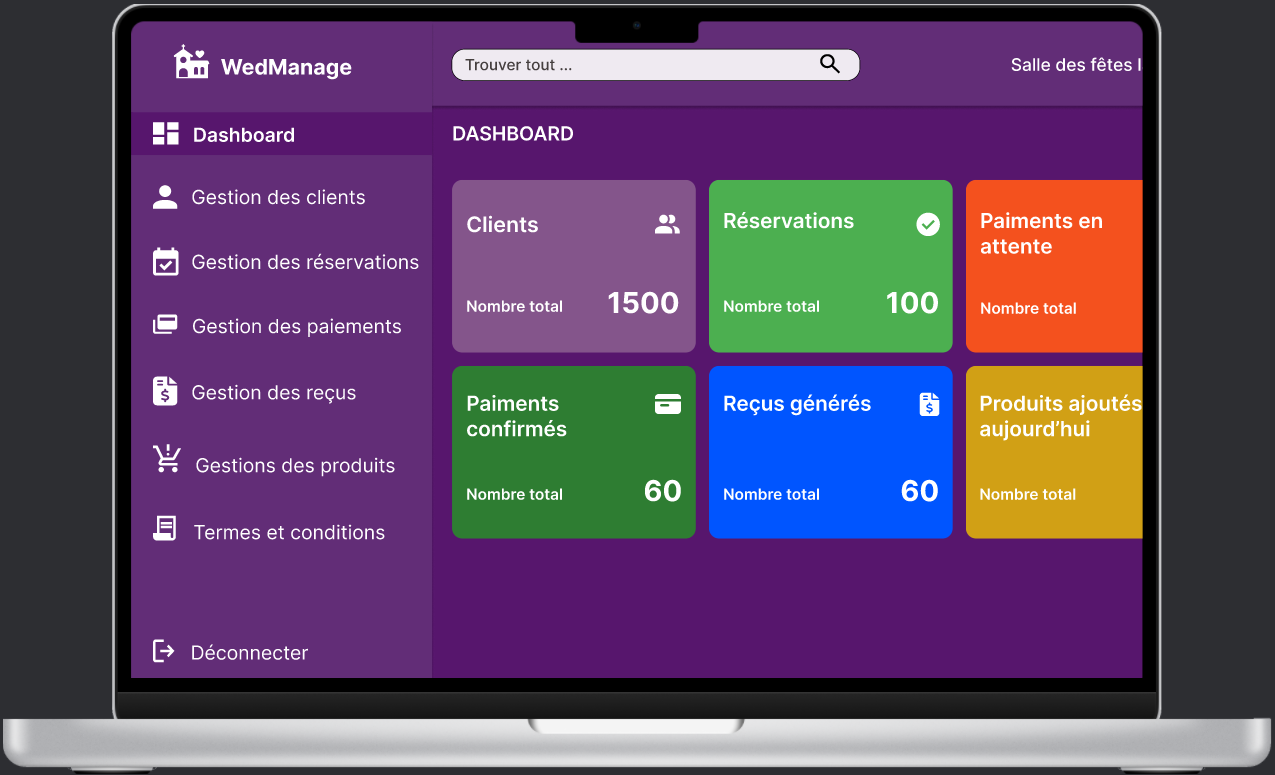 WedManage
Trouver tout ...
Salle des fêtes
Dashboard
Gestion des clients
Gestion des réservations
Gestion des paiements
Gestion des reçus
Gestions des produits
Termes et conditions
Déconnecter
DASHBOARD
Clients
Nombre total 1500
Réservations
Nombre total 100
Paiments en
attente
Nombre total
Paiments
confirmés
Nombre total 60
Reçus générés
Nombre total 60
Produits ajoutés
aujourd’hui
Nombre total